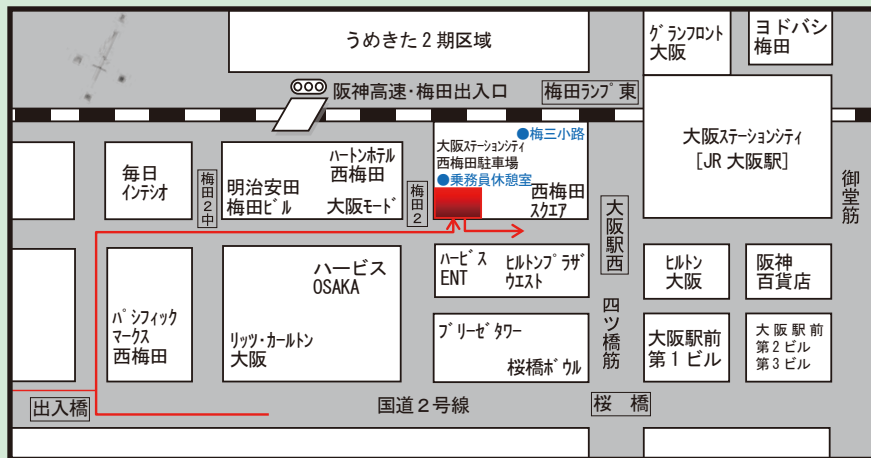 うめきた2期区域
グランフロント
大阪
ヨドバシ
梅田
阪神高速・梅田出入口
梅田ランプ東
大阪ステーションシティ
[JR 大阪駅]
御堂筋
毎日
インテシオ
梅田2中
明治安田
梅田ビル
ハートンホテル
西梅田
大阪モード
梅田2
●梅三小路
大阪ステーションシティ
西梅田駐車場
●乗務員休憩室
西梅田
スクエア
大阪駅西
パシフィック
マークス
西梅田
ハービス
OSAKA
リッツ・カールトン
大阪
ハービス
ENT
ヒルトンプラザ
ウエスト
ブリーゼタワー
桜橋ボウル
四ツ橋筋
ヒルトン
大阪
阪神
百貨店
大阪駅前
第1ビル
大阪駅前
第2ビル
第3ビル
出入橋
国道2号線
桜橋